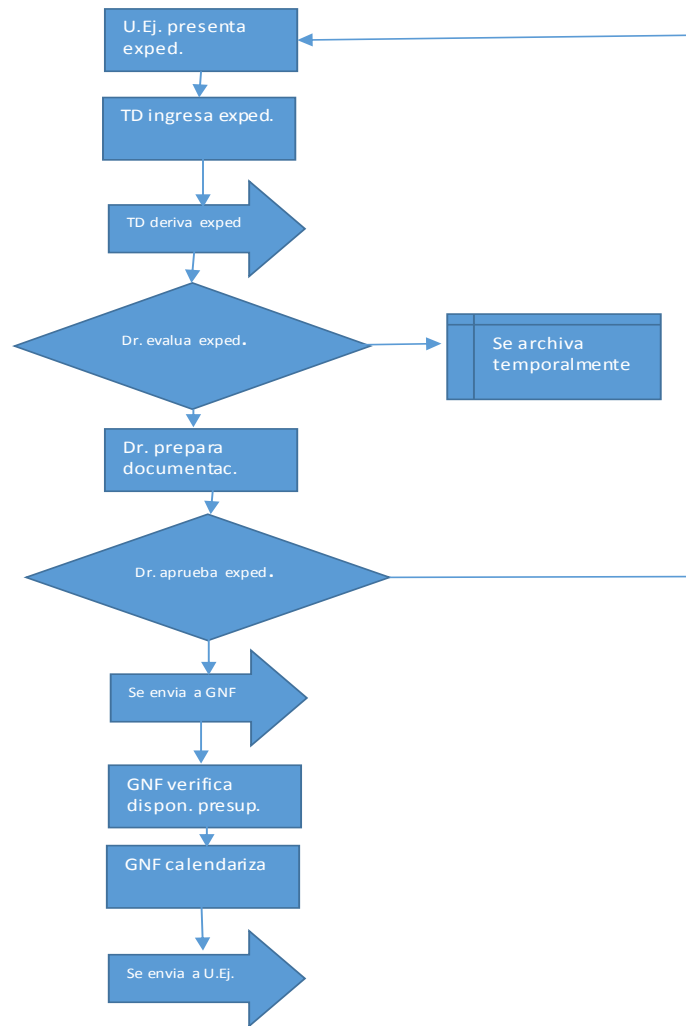 U.Ej. presenta
exped.
TD ingresa exped.
TD deriva exped
Dr. evalua exped.
Se archiva
temporalmente
Dr. prepara
documentac.
Dr. aprueba exped.
Se envia a GNF
GNF verifica
dispon. presup.
GNF calendariza
Se envia a U.Ej.